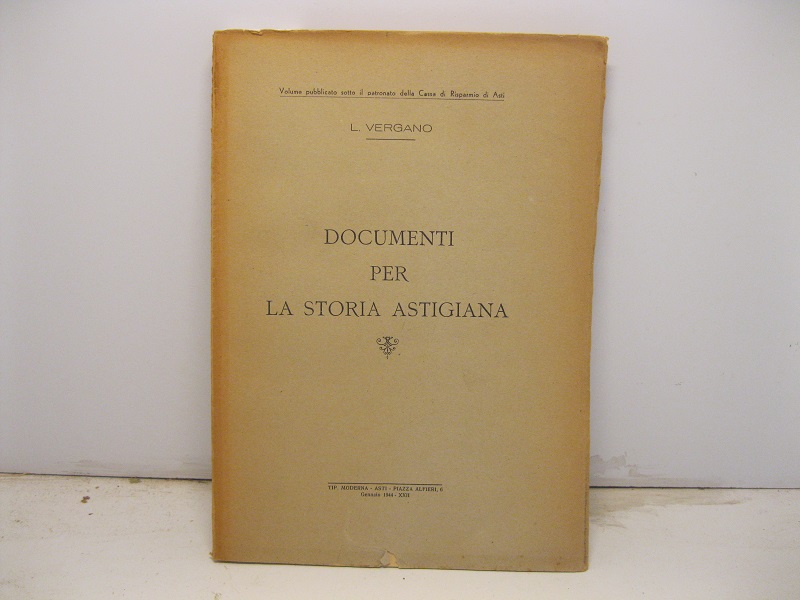 Volume pubblicato sotto il patronato della Cassa di Risparmio di Asti
L. VERGANO
DOCUMENTI
PER
LA STORIA ASTIGIANA
TIP. MODERNA - ASTI - PIAZZA ALFIERI, 6
Gennaio 1944 - XXII